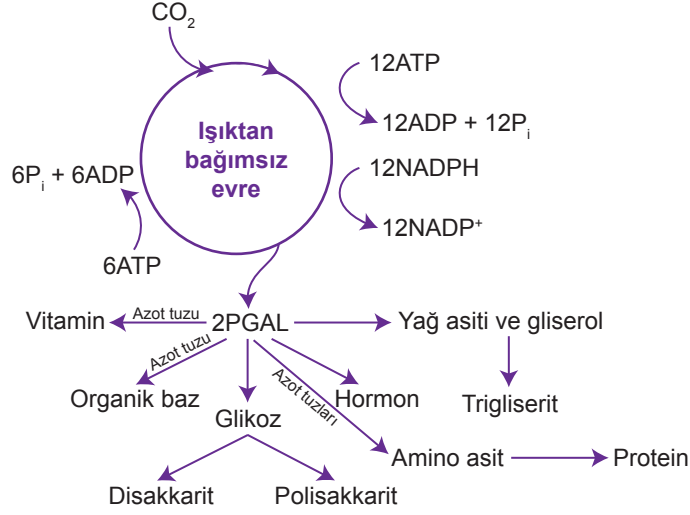 CO₂
12ATP
12ADP + 12Pᵢ
Işıktan
bağımsız
evre
12NADPH
12NADP⁺
6Pᵢ + 6ADP
6ATP
Vitamin
Azot tuzu
2PGAL
Yağ asiti ve gliserol
Azot tuzu
Organik baz
Glikoz
Azot tuzları
Hormon
Trigliserit
Amino asit
Protein
Disakkarit
Polisakkarit